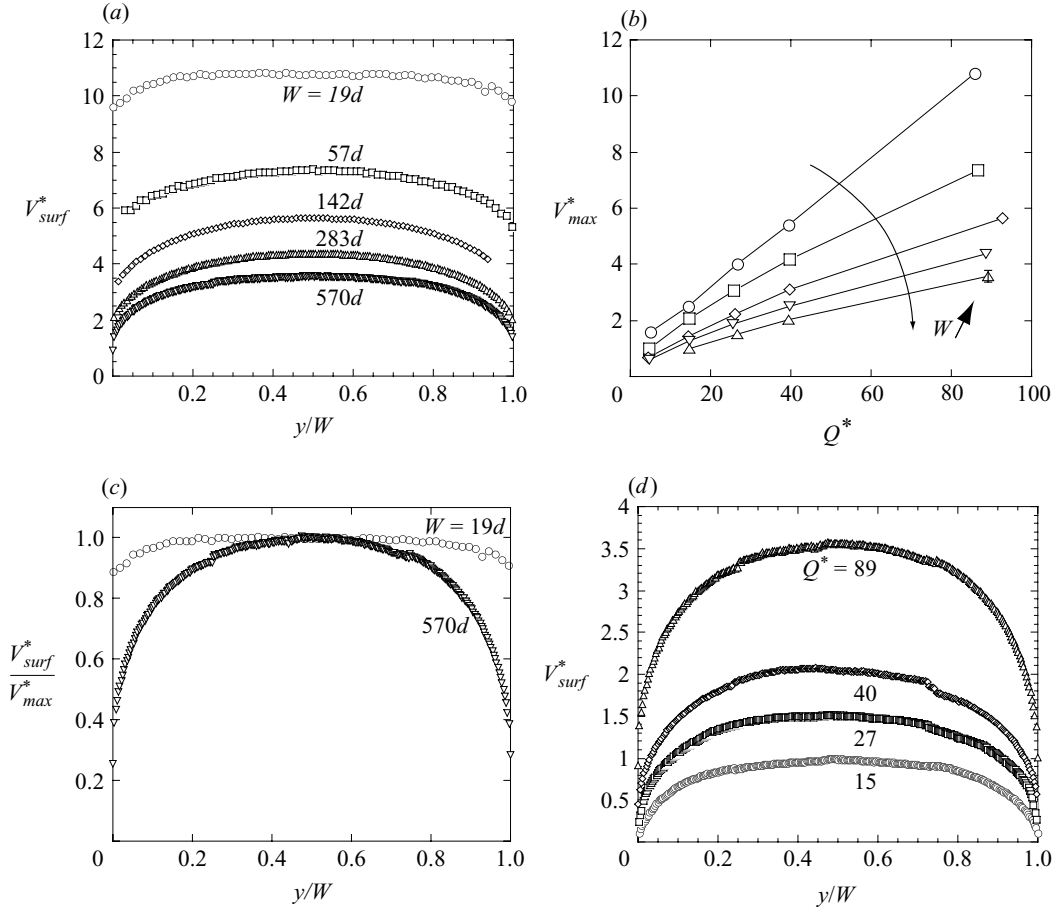 (a)
12
10
8
6
4
2
0
V*surf
W = 19d
57d
142d
283d
570d
0.2
0.4
0.6
0.8
1.0
y/W
(b)
12
10
8
6
4
2
0
V*max
W
20
40
60
80
100
Q*
(c)
1.0
0.8
0.6
0.4
0.2
0
V*surf
V*max
W = 19d
570d
0.2
0.4
0.6
0.8
1.0
y/W
(d)
4
3.5
3
2.5
2
1.5
1
0.5
0
V*surf
Q* = 89
40
27
15
0.2
0.4
0.6
0.8
1.0
y/W